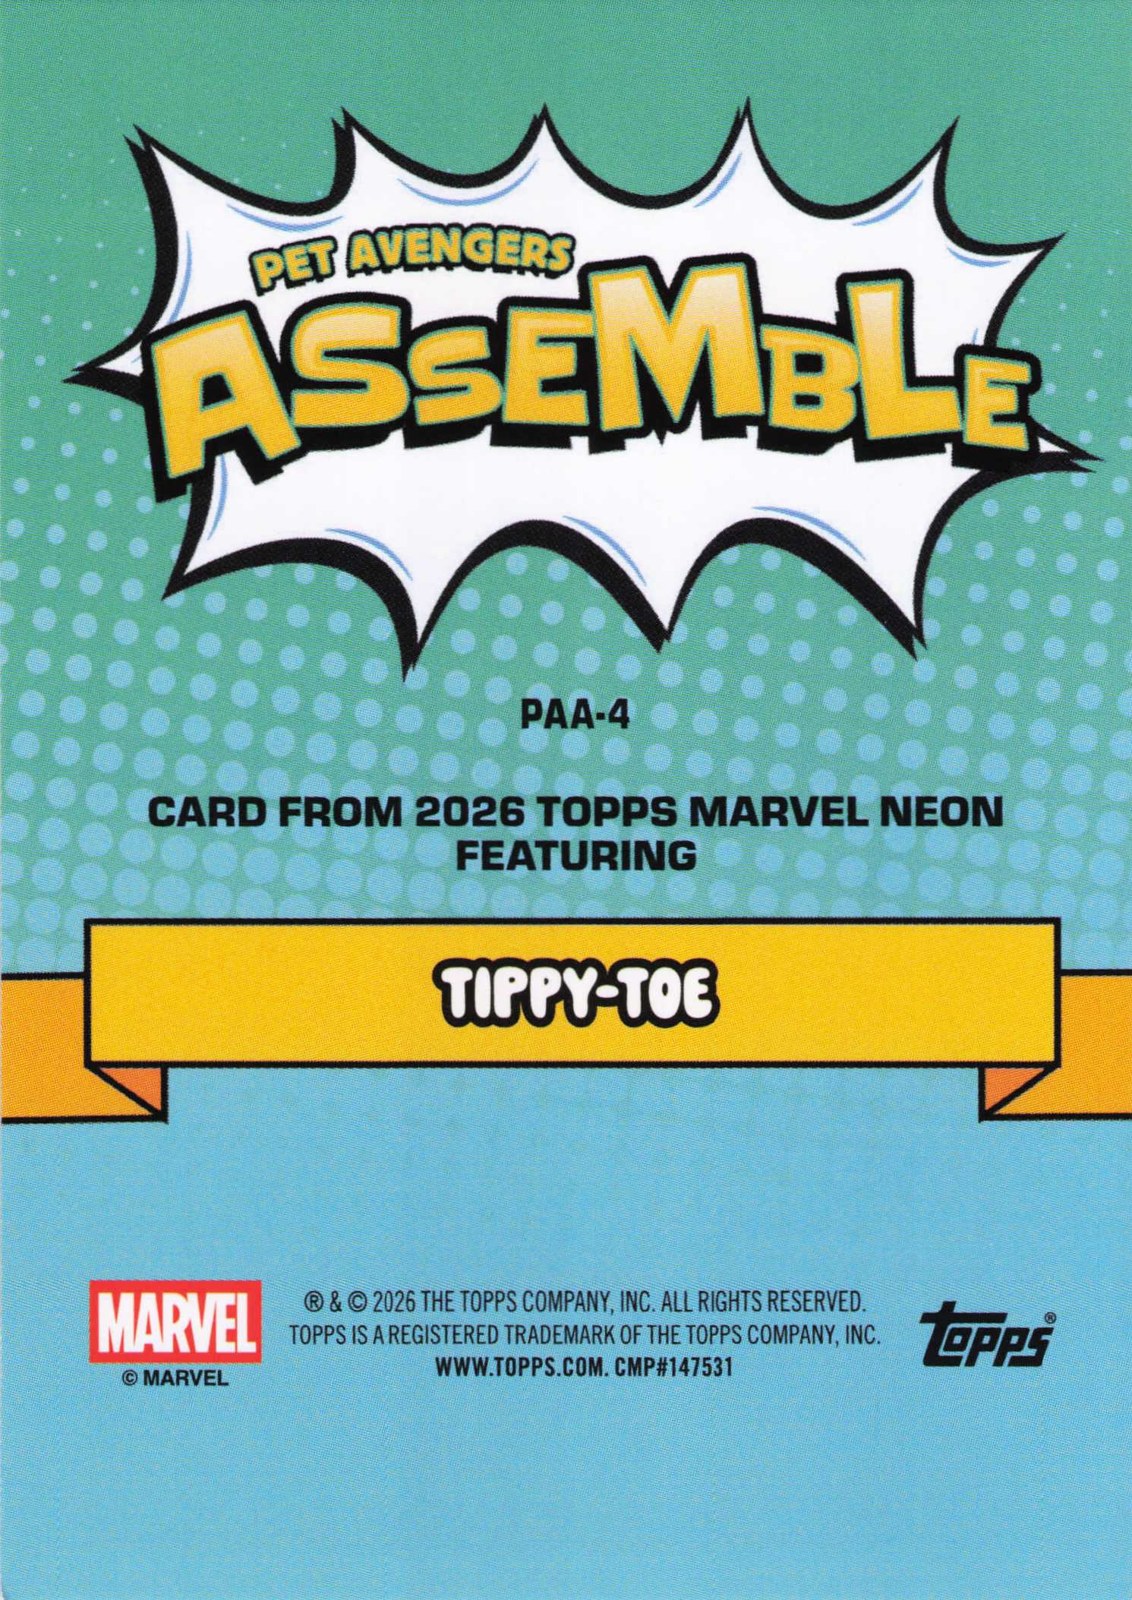 PET AVENGERS
ASSEMBLE
PAA-4
CARD FROM 2026 TOPPS MARVEL NEON
FEATURING
TIPPY-TOE
MARVEL
© MARVEL
® & © 2026 THE TOPPS COMPANY, INC. ALL RIGHTS RESERVED.
TOPPS IS A REGISTERED TRADEMARK OF THE TOPPS COMPANY, INC.
WWW.TOPPS.COM. CMP#147531
topps®